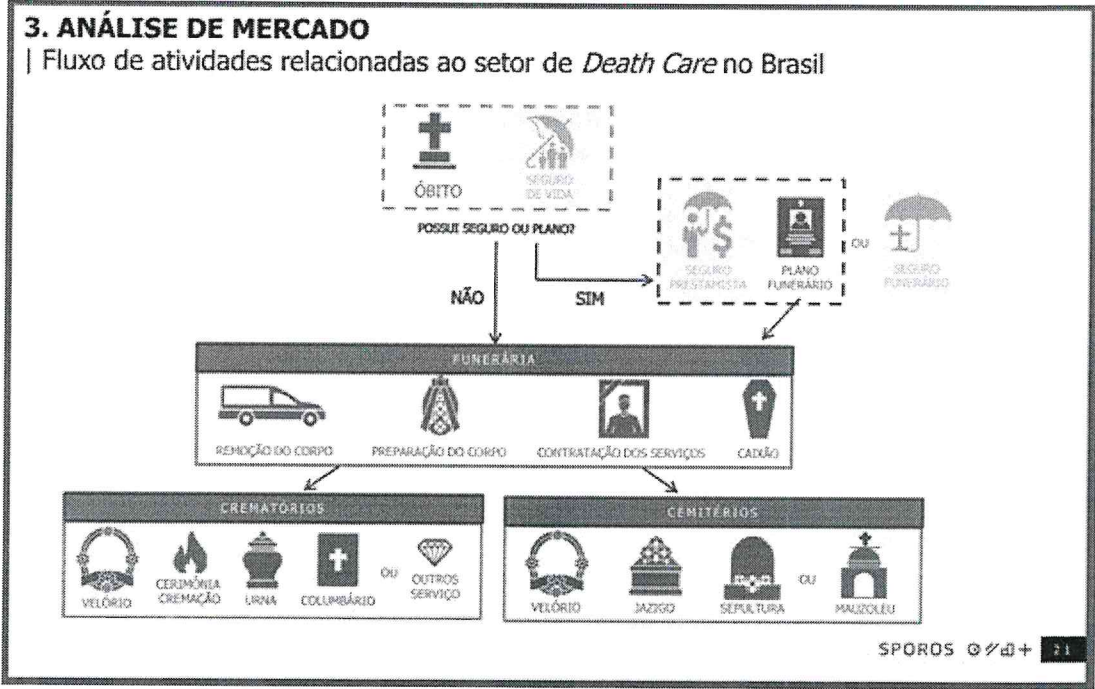 3. ANÁLISE DE MERCADO
| Fluxo de atividades relacionadas ao setor de Death Care no Brasil
ÓBITO
SEGURO
DE VIDA
POSSUI SEGURO OU PLANO?
NÃO
SIM
SEGURO
PRESTAMISTA
PLANO
FUNERÁRIO
OU
SEGURO
FUNERÁRIO
FUNERÁRIA
REMOÇÃO DO CORPO
PREPARAÇÃO DO CORPO
CONTRATAÇÃO DOS SERVIÇOS
CAIXÃO
CREMATÓRIOS
VELÓRIO
CERIMÔNIA
CREMAÇÃO
URNA
COLUMBÁRIO
OU
OUTROS
SERVIÇO
CEMITÉRIOS
VELÓRIO
JAZIGO
SEPULTURA
OU
MAUZOLÉU
SPOROS
21